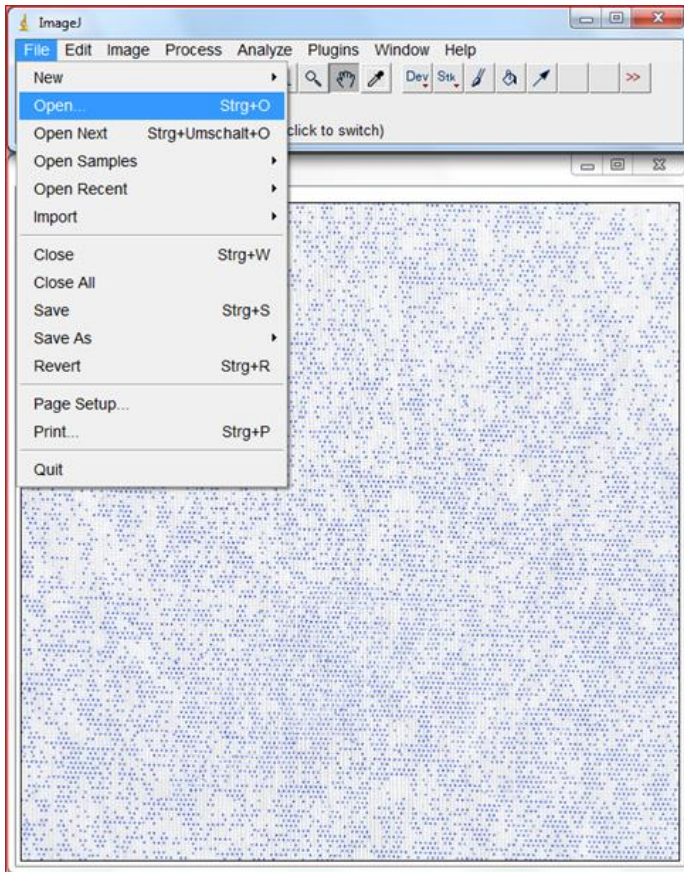 ImageJ
File Edit Image Process Analyze Plugins Window Help
Dev Stk >>
New
Open... Strg+O
Open Next Strg+Umschalt+O
click to switch)
Open Samples
Open Recent
Import
Close Strg+W
Close All
Save Strg+S
Save As
Revert Strg+R
Page Setup...
Print... Strg+P
Quit